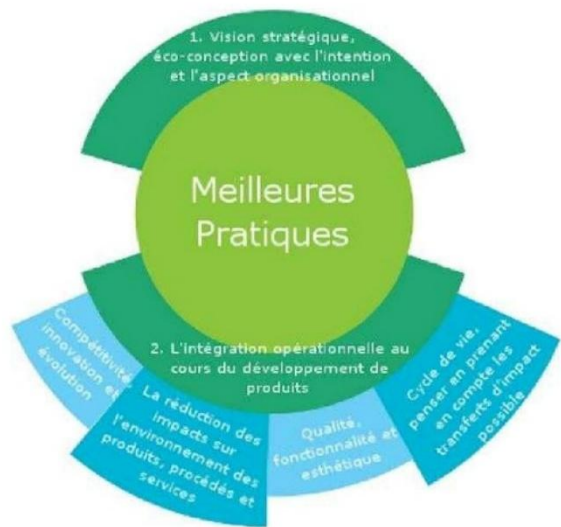 1. Vision stratégique,
éco-conception avec l'intention
et l'aspect organisationnel
Meilleures
Pratiques
2. L'intégration opérationnelle au
cours du développement de
produits
Compétitivité,
innovation et
évolution
La réduction des
impacts sur
l'environnement des
produits, procédés et
services
Qualité,
fonctionnalité et
esthétique
Cycle de vie,
penser en prenant
en compte les
transferts d'impact
possible